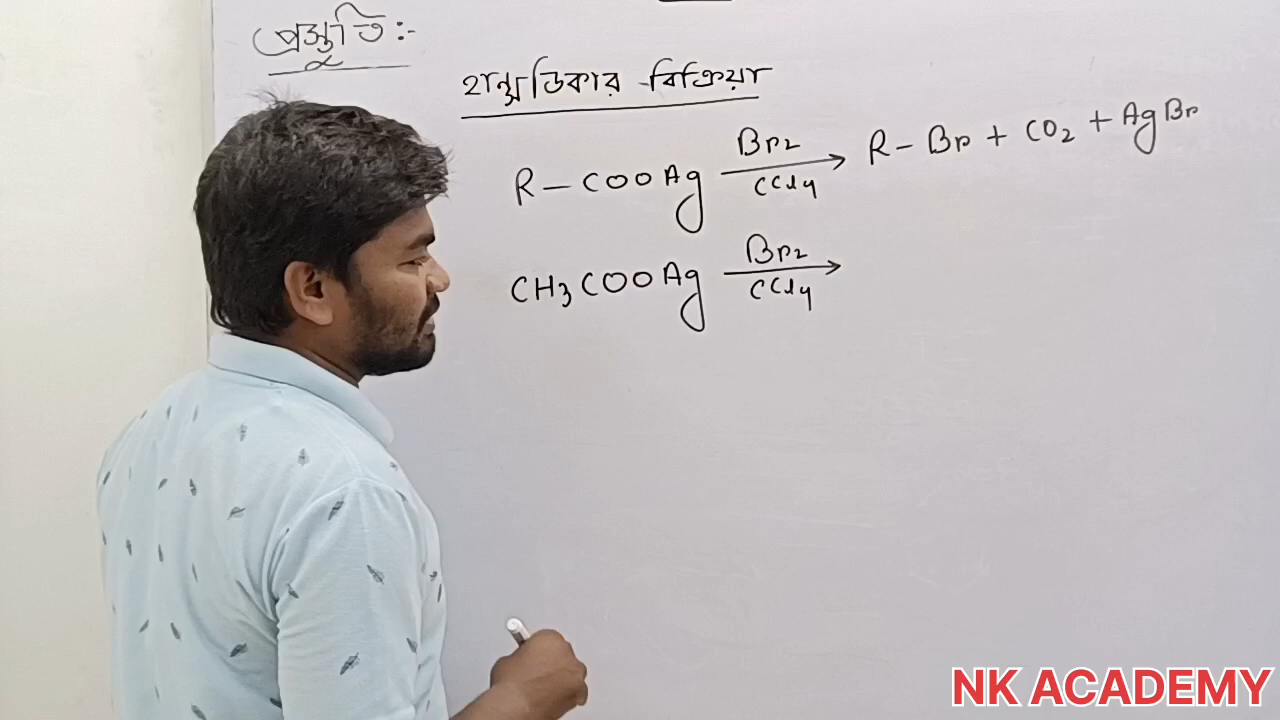 প্রস্তুতি :-
হান্সডিকার বিক্রিয়া
R – COOAg Br₂ CCl₄ → R – Br + CO₂ + AgBr
CH₃COOAg Br₂ CCl₄ →
NK ACADEMY